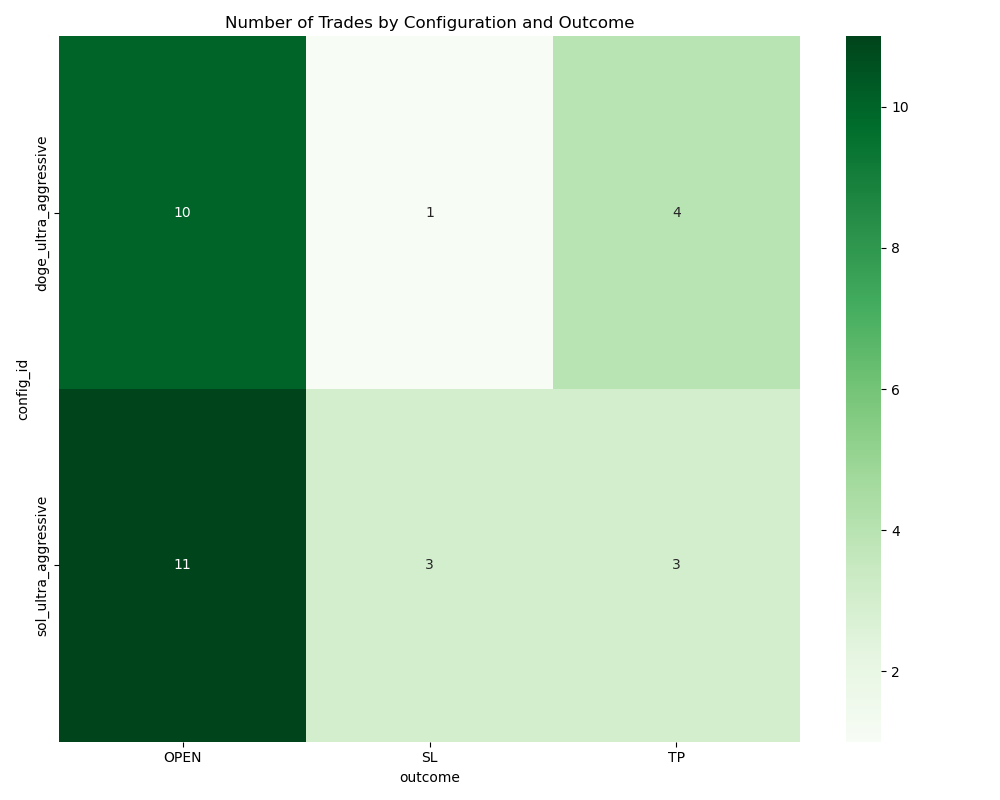 Number of Trades by Configuration and Outcome
config_id
doge_ultra_aggressive
10
1
4
sol_ultra_aggressive
11
3
3
OPEN
SL
TP
outcome
10
8
6
4
2